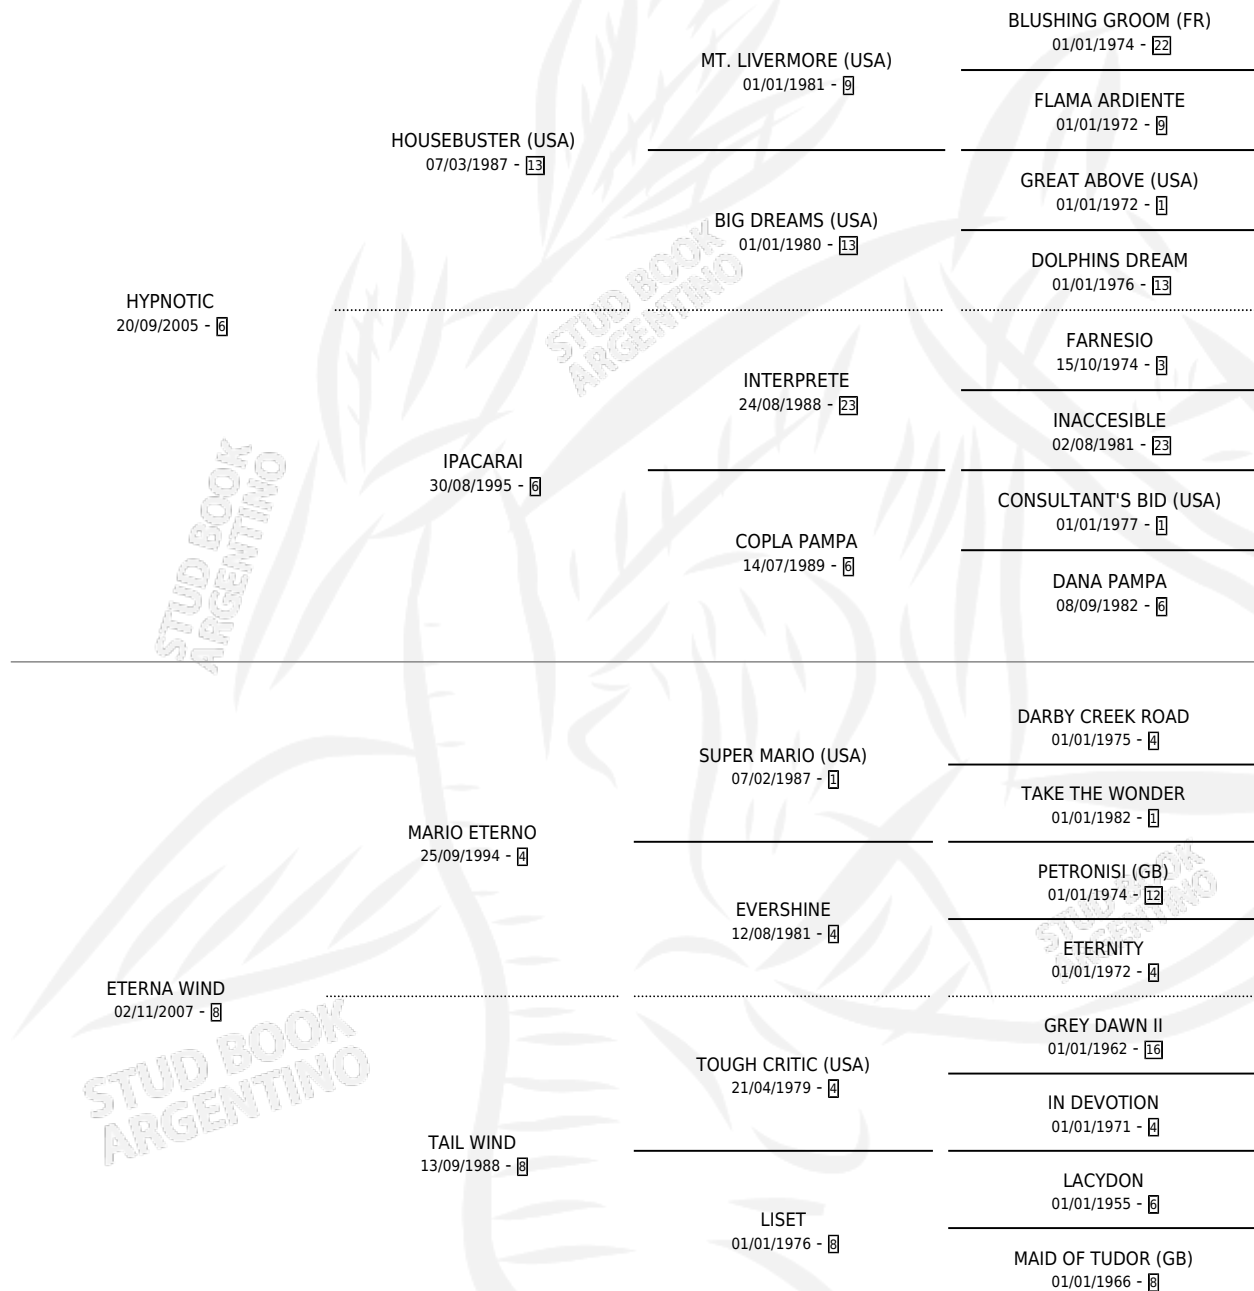 BLUSHING GROOM (FR)
01/01/1974 - 22
MT. LIVERMORE (USA)
01/01/1981 - 9
FLAMA ARDIENTE
01/01/1972 - 9
HOUSEBUSTER (USA)
07/03/1987 - 13
GREAT ABOVE (USA)
01/01/1972 - 1
BIG DREAMS (USA)
01/01/1980 - 13
DOLPHINS DREAM
01/01/1976 - 13
HYPNOTIC
20/09/2005 - 6
STUD BOOK
ARGENTINO
FARNESIO
15/10/1974 - 3
INTERPRETE
24/08/1988 - 23
INACCESIBLE
02/08/1981 - 23
IPACARAI
30/08/1995 - 6
CONSULTANT'S BID (USA)
01/01/1977 - 1
COPLA PAMPA
14/07/1989 - 6
DANA PAMPA
08/09/1982 - 6
STUD BOOK
ARGENTINO
DARBY CREEK ROAD
01/01/1975 - 4
SUPER MARIO (USA)
07/02/1987 - 1
TAKE THE WONDER
01/01/1982 - 1
MARIO ETERNO
25/09/1994 - 4
PETRONISI (GB)
01/01/1974 - 12
EVERSHINE
12/08/1981 - 4
STUD BOOK
ARGENTINO
ETERNITY
01/01/1972 - 4
ETERNA WIND
02/11/2007 - 8
GREY DAWN II
01/01/1962 - 16
TOUGH CRITIC (USA)
21/04/1979 - 4
IN DEVOTION
01/01/1971 - 4
STUD BOOK
ARGENTINO
TAIL WIND
13/09/1988 - 8
LACYDON
01/01/1955 - 6
LISET
01/01/1976 - 8
MAID OF TUDOR (GB)
01/01/1966 - 8